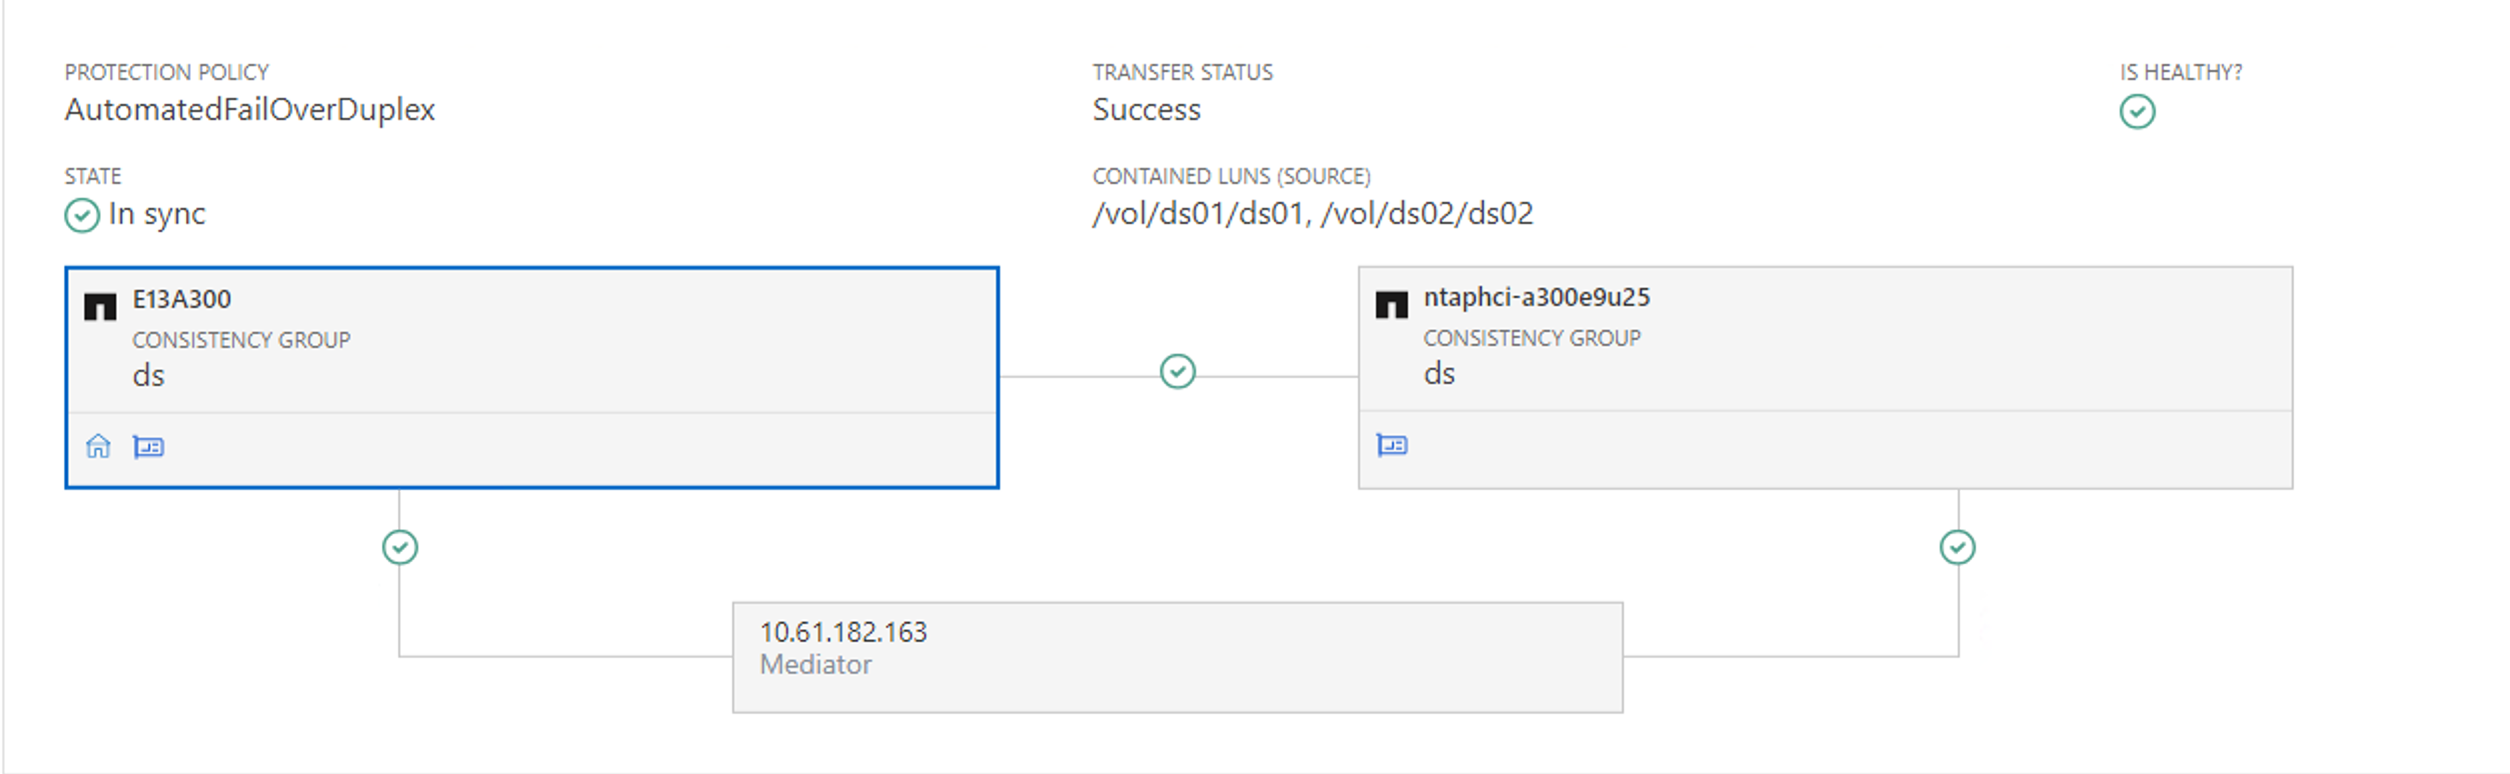 PROTECTION POLICY
AutomatedFailOverDuplex
TRANSFER STATUS
Success
IS HEALTHY?
STATE
In sync
CONTAINED LUNS (SOURCE)
/vol/ds01/ds01, /vol/ds02/ds02
E13A300
CONSISTENCY GROUP
ds
ntaphci-a300e9u25
CONSISTENCY GROUP
ds
10.61.182.163
Mediator